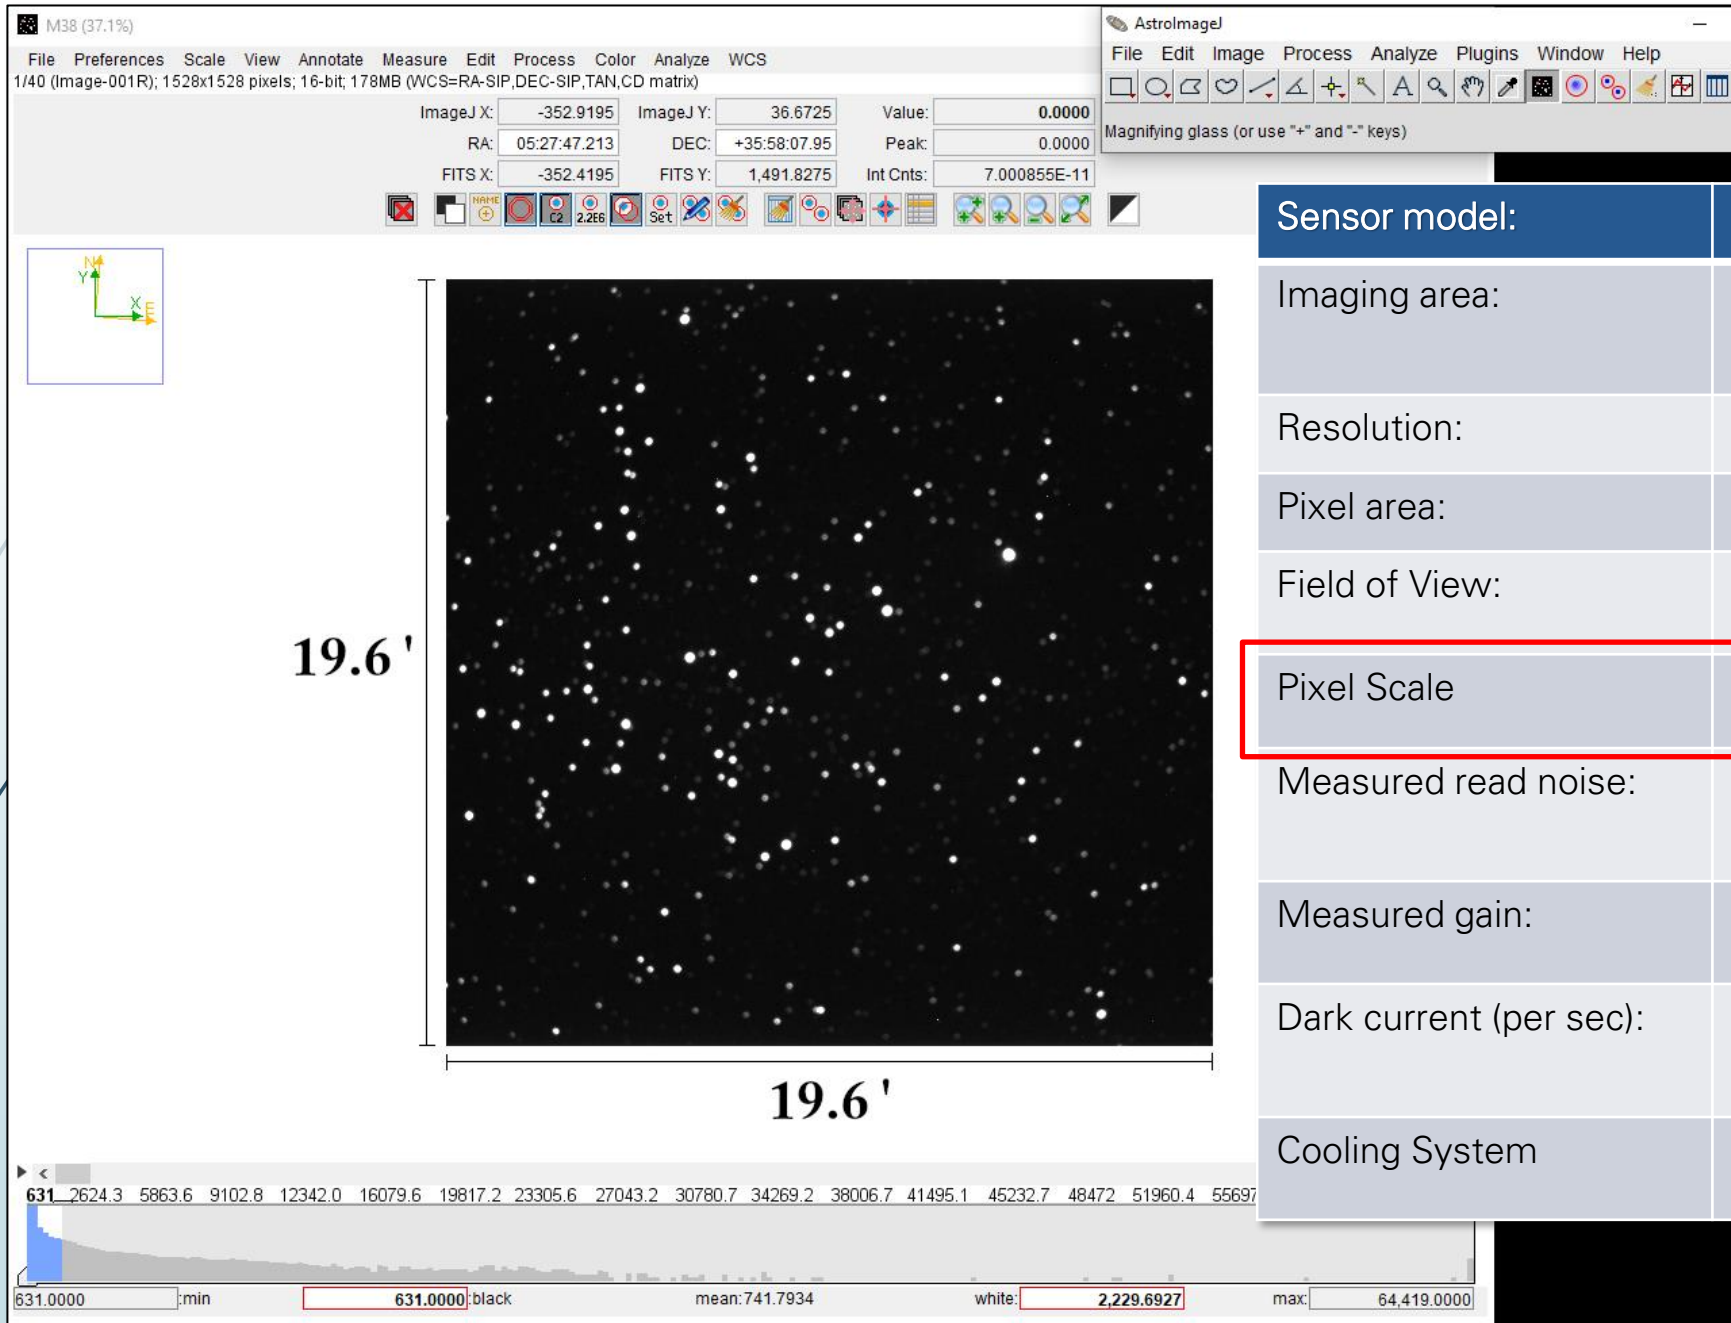 M38 (37.1%)
File Preferences Scale View Annotate Measure Edit Process Color Analyze WCS
1/40 (Image-001R); 1528x1528 pixels; 16-bit; 178MB (WCS=RA-SIP,DEC-SIP,TAN,CD matrix)
ImageJ X: -352.9195 ImageJ Y: 36.6725 Value: 0.0000
RA: 05:27:47.213 DEC: +35:58:07.95 Peak: 0.0000
FITS X: -352.4195 FITS Y: 1,491.8275 Int Cnts: 7.000855E-11
NAME C2 2.2E6 Set
AstroImageJ
File Edit Image Process Analyze Plugins Window Help
A
Magnifying glass (or use "+" and "-" keys)
N
Y
X E
19.6 '
19.6 '
Sensor model:
Imaging area:
Resolution:
Pixel area:
Field of View:
Pixel Scale
Measured read noise:
Measured gain:
Dark current (per sec):
Cooling System
631 2624.3 5863.6 9102.8 12342.0 16079.6 19817.2 23305.6 27043.2 30780.7 34269.2 38006.7 41495.1 45232.7 48472 51960.4 55697
631.0000 :min 631.0000 :black mean:741.7934 white: 2,229.6927 max: 64,419.0000